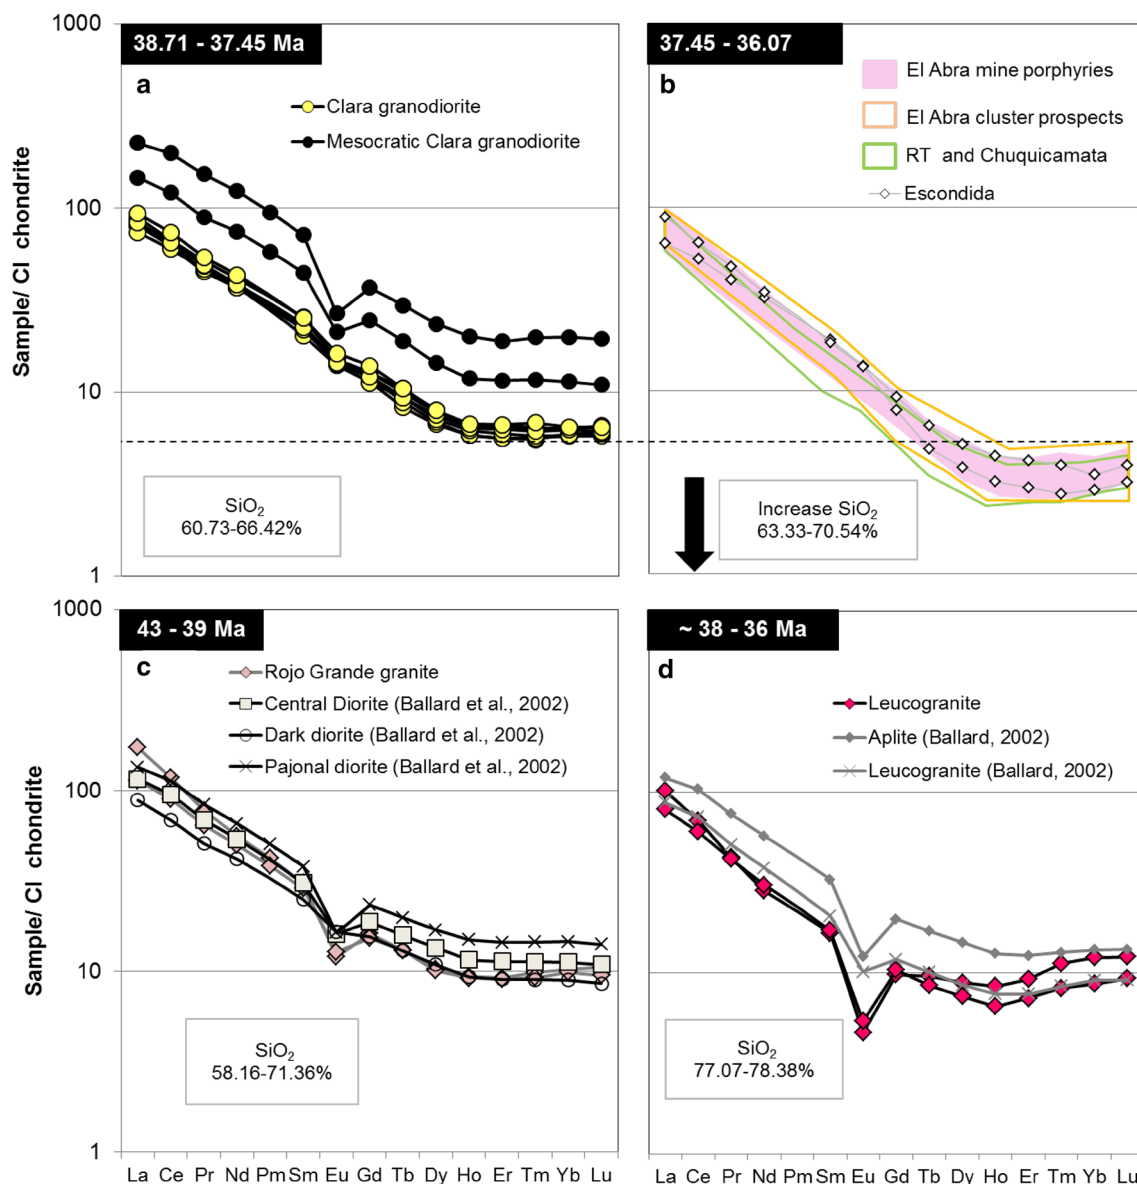 1000
38.71 - 37.45 Ma
a
Clara granodiorite
Mesocratic Clara granodiorite
100
10
1
Sample/ CI chondrite
SiO2
60.73-66.42%
37.45 - 36.07
b
El Abra mine porphyries
El Abra cluster prospects
RT and Chuquicamata
Escondida
Increase SiO2
63.33-70.54%
1000
43 - 39 Ma
c
Rojo Grande granite
Central Diorite (Ballard et al., 2002)
Dark diorite (Ballard et al., 2002)
Pajonal diorite (Ballard et al., 2002)
100
10
1
Sample/ CI chondrite
SiO2
58.16-71.36%
La Ce Pr Nd Pm Sm Eu Gd Tb Dy Ho Er Tm Yb Lu
~ 38 - 36 Ma
d
Leucogranite
Aplite (Ballard, 2002)
Leucogranite (Ballard, 2002)
SiO2
77.07-78.38%
La Ce Pr Nd Pm Sm Eu Gd Tb Dy Ho Er Tm Yb Lu